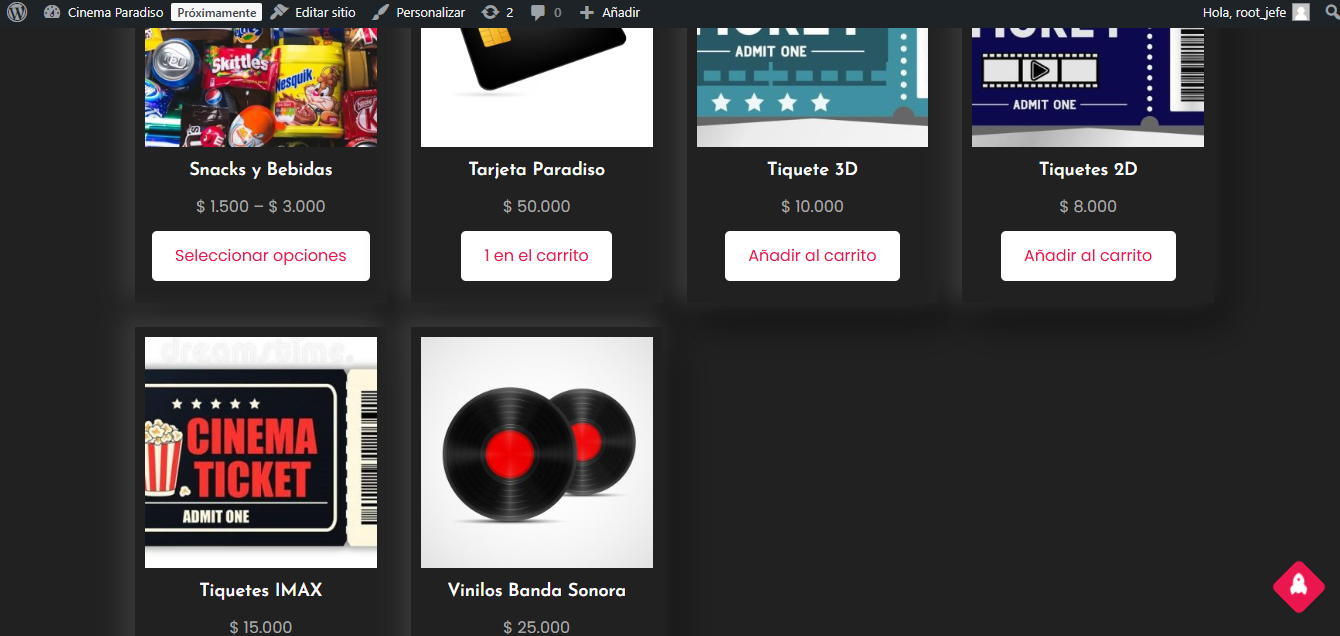 Cinema Paradiso Próximamente Editar sitio Personalizar 2 0 Añadir Hola, root_jefe
Skittles
Nesquik
ADMIT ONE
ADMIT ONE
Snacks y Bebidas
Tarjeta Paradiso
Tiquete 3D
Tiquetes 2D
$ 1.500 – $ 3.000
$ 50.000
$ 10.000
$ 8.000
Seleccionar opciones
1 en el carrito
Añadir al carrito
Añadir al carrito
dreamstime.
CINEMA
TICKET
ADMIT ONE
Tiquetes IMAX
Vinilos Banda Sonora
$ 15.000
$ 25.000